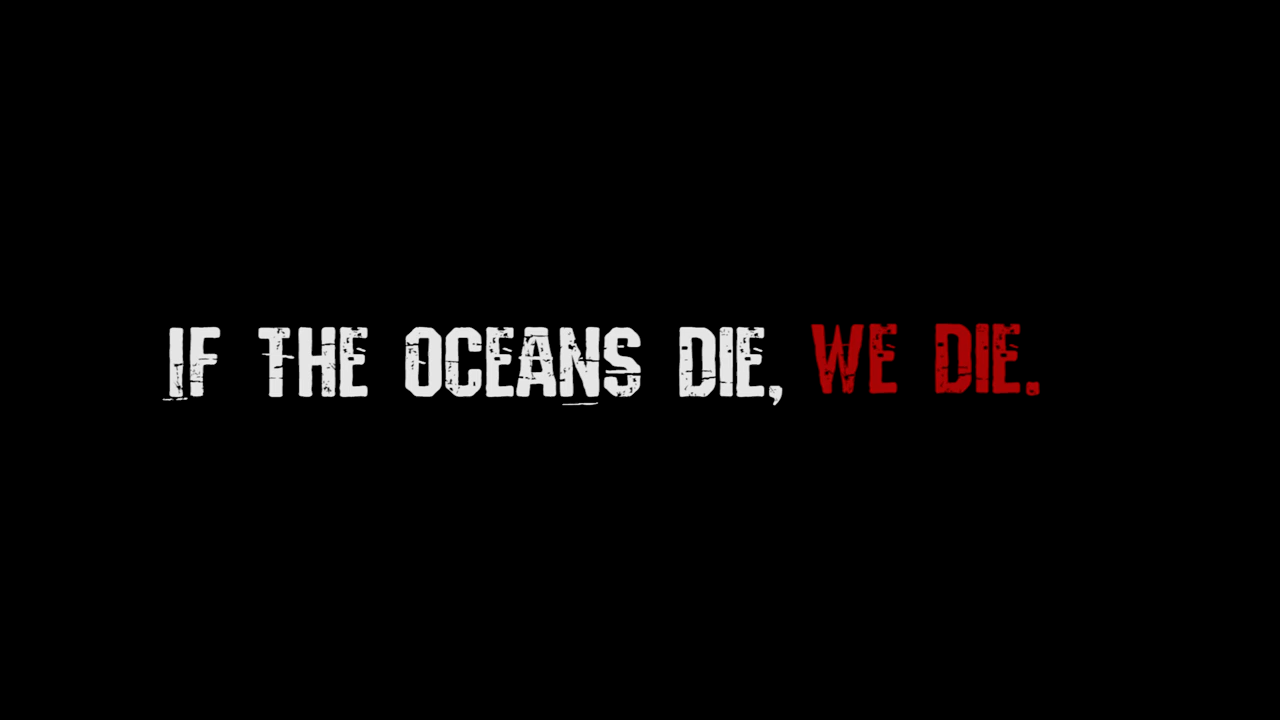 IF THE OCEANS DIE, WE DIE.